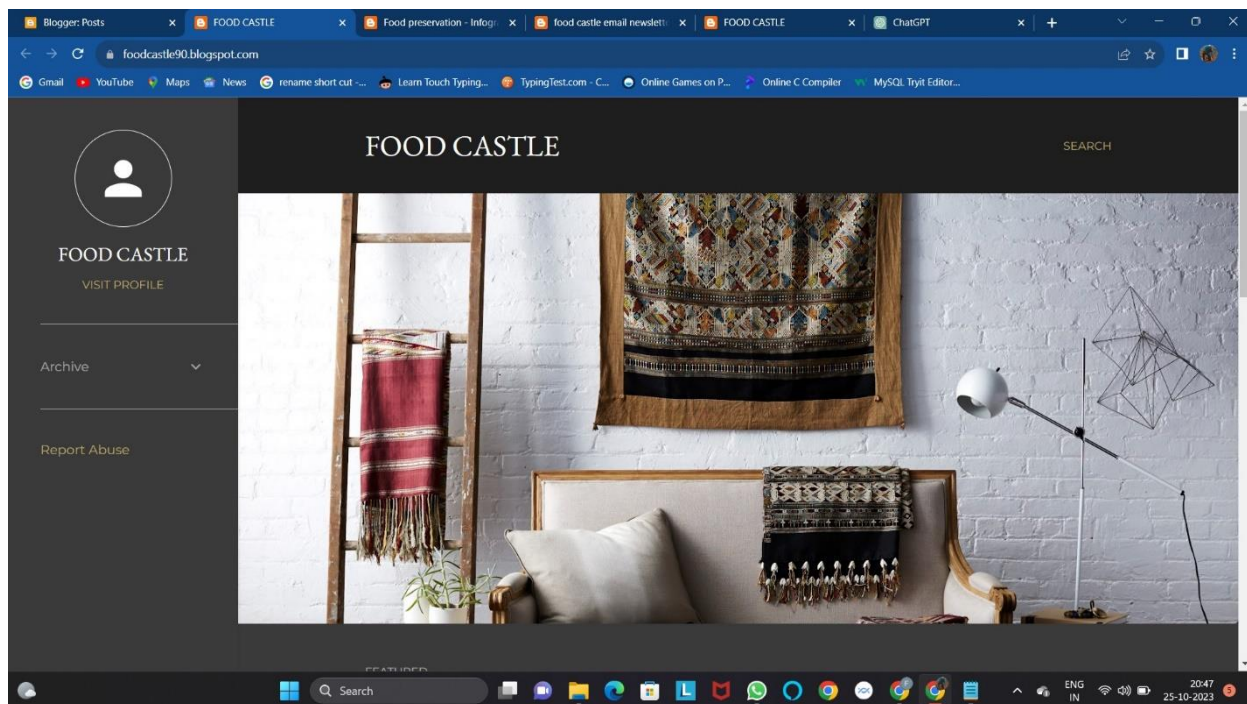 Blogger: Posts
FOOD CASTLE
Food preservation - Infogr
food castle email newslett
FOOD CASTLE
ChatGPT
foodcastle90.blogspot.com
Gmail
YouTube
Maps
News
rename short cut -...
Learn Touch Typing...
TypingTest.com - C...
Online Games on P...
Online C Compiler
MySQL Tryit Editor...
FOOD CASTLE
SEARCH
FOOD CASTLE
VISIT PROFILE
Archive
Report Abuse
FEATURED
Search
ENG
IN
20:47
25-10-2023
5